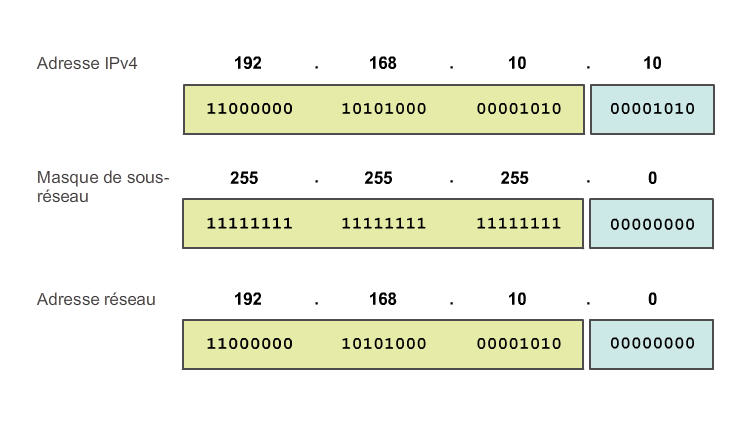 Adresse IPv4 192 . 168 . 10 . 10
11000000 10101000 00001010 00001010
Masque de sous- 255 . 255 . 255 . 0
réseau
11111111 11111111 11111111 00000000
Adresse réseau 192 . 168 . 10 . 0
11000000 10101000 00001010 00000000